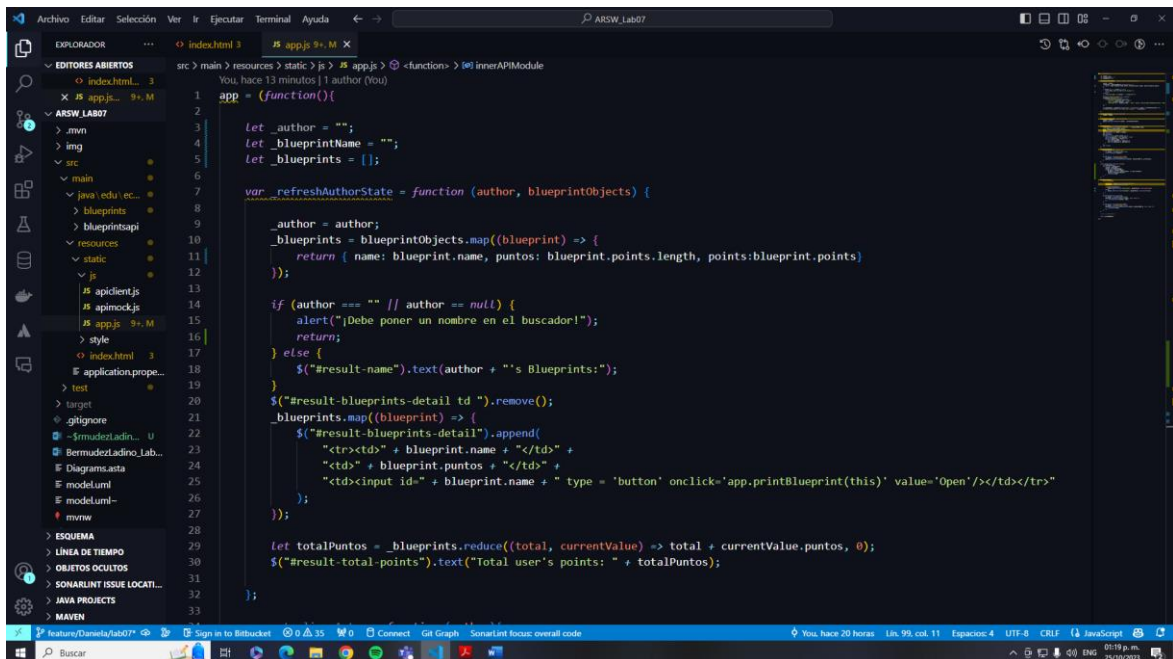 Archivo Editar Selección Ver Ir Ejecutar Terminal Ayuda
ARSW_Lab07
EXPLORADOR
EDITORES ABIERTOS
index.html... 3
JS app.js... 9+, M
ARSW_LAB07
.mvn
img
src
main
java\edu\ec...
blueprints
blueprintsapi
resources
static
js
JS apiclient.js
JS apimock.js
JS app.js 9+, M
style
index.html 3
application.prope...
test
target
.gitignore
~$rmudezLadin... U
BermudezLadino_Lab...
Diagrams.asta
model.uml
model.uml~
mvnw
ESQUEMA
LÍNEA DE TIEMPO
OBJETOS OCULTOS
SONARLINT ISSUE LOCATI...
JAVA PROJECTS
MAVEN
index.html 3 JS app.js 9+, M
src > main > resources > static > js > JS app.js > <function> > innerAPIModule
You, hace 13 minutos | 1 author (You)
1 app = (function(){
2
3 let _author = "";
4 let _blueprintName = "";
5 let _blueprints = [];
6
7 var _refreshAuthorState = function (author, blueprintObjects) {
8
9 _author = author;
10 _blueprints = blueprintObjects.map((blueprint) => {
11 return { name: blueprint.name, puntos: blueprint.points.length, points:blueprint.points}
12 });
13
14 if (author === "" || author == null) {
15 alert("¡Debe poner un nombre en el buscador!");
16 return;
17 } else {
18 $("#result-name").text(author + "'s Blueprints:");
19 }
20 $("#result-blueprints-detail td ").remove();
21 _blueprints.map((blueprint) => {
22 $("#result-blueprints-detail").append(
23 "<tr><td>" + blueprint.name + "</td>" +
24 "<td>" + blueprint.puntos + "</td>" +
25 "<td><input id=" + blueprint.name + " type = 'button' onclick='app.printBlueprint(this)' value='Open'/></td></tr>"
26 );
27 });
28
29 let totalPuntos = _blueprints.reduce((total, currentValue) => total + currentValue.puntos, 0);
30 $("#result-total-points").text("Total user's points: " + totalPuntos);
31
32 };
33
feature/Daniela/lab07* Sign in to Bitbucket 0 35 0 Connect Git Graph SonarLint focus: overall code You, hace 20 horas Lín. 99, col. 11 Espacios: 4 UTF-8 CRLF JavaScript
Buscar ENG 01:19 p. m.
25/10/2023